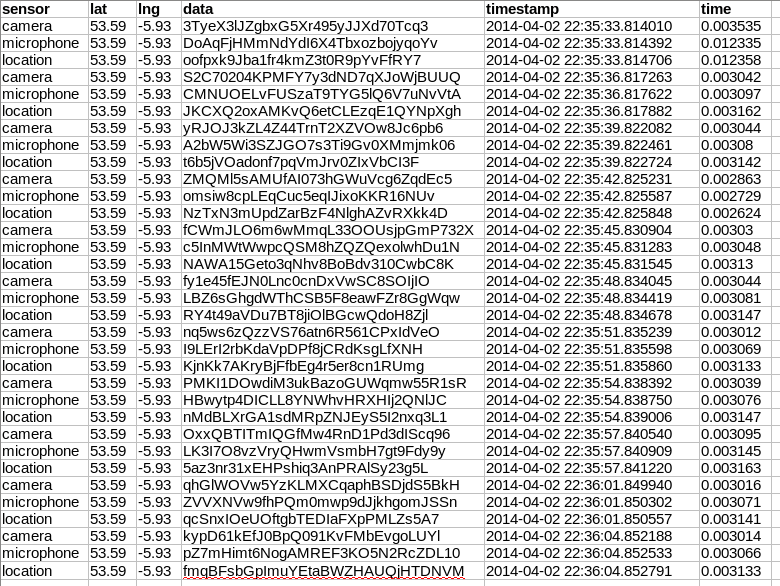 sensor lat lng data timestamp time
camera 53.59 -5.93 3TyeX3lJZgbxG5Xr495yJJXd70Tcq3 2014-04-02 22:35:33.814010 0.003535
microphone 53.59 -5.93 DoAqFjHMmNdYdI6X4TbxozbojyqoYv 2014-04-02 22:35:33.814392 0.012335
location 53.59 -5.93 oofpxk9Jba1fr4kmZ3t0R9pYvFfRY7 2014-04-02 22:35:33.814706 0.012358
camera 53.59 -5.93 S2C70204KPMFY7y3dND7qXJoWjBUUQ 2014-04-02 22:35:36.817263 0.003042
microphone 53.59 -5.93 CMNUOELvFUSzaT9TYG5lQ6V7uNvVtA 2014-04-02 22:35:36.817622 0.003097
location 53.59 -5.93 JKCXQ2oxAMKvQ6etCLEzqE1QYNpXgh 2014-04-02 22:35:36.817882 0.003162
camera 53.59 -5.93 yRJOJ3kZL4Z44TrnT2XZVOw8Jc6pb6 2014-04-02 22:35:39.822082 0.003044
microphone 53.59 -5.93 A2bW5Wi3SZJGO7s3Ti9Gv0XMmjmk06 2014-04-02 22:35:39.822461 0.00308
location 53.59 -5.93 t6b5jVOadonf7pqVmJrv0ZIxVbCI3F 2014-04-02 22:35:39.822724 0.003142
camera 53.59 -5.93 ZMQMl5sAMUfAI073hGWuVcg6ZqdEc5 2014-04-02 22:35:42.825231 0.002863
microphone 53.59 -5.93 omsiw8cpLEqCuc5eqIJixoKKR16NUv 2014-04-02 22:35:42.825587 0.002729
location 53.59 -5.93 NzTxN3mUpdZarBzF4NlghAZvRXkk4D 2014-04-02 22:35:42.825848 0.002624
camera 53.59 -5.93 fCWmJLO6m6wMmqL33OOUsjpGmP732X 2014-04-02 22:35:45.830904 0.00303
microphone 53.59 -5.93 c5InMWtWwpcQSM8hZQZQexolwhDu1N 2014-04-02 22:35:45.831283 0.003048
location 53.59 -5.93 NAWA15Geto3qNhv8BoBdv310CwbC8K 2014-04-02 22:35:45.831545 0.00313
camera 53.59 -5.93 fy1e45fEJN0Lnc0cnDxVwSC8SOIjIO 2014-04-02 22:35:48.834045 0.003044
microphone 53.59 -5.93 LBZ6sGhgdWThCSB5F8eawFZr8GgWqw 2014-04-02 22:35:48.834419 0.003081
location 53.59 -5.93 RY4t49aVDu7BT8jiOlBGcwQdoH8Zjl 2014-04-02 22:35:48.834678 0.003147
camera 53.59 -5.93 nq5ws6zQzzVS76atn6R561CPxIdVeO 2014-04-02 22:35:51.835239 0.003012
microphone 53.59 -5.93 I9LErI2rbKdaVpDPf8jCRdKsgLfXNH 2014-04-02 22:35:51.835598 0.003069
location 53.59 -5.93 KjnKk7AKryBjFfbEg4r5er8cn1RUmg 2014-04-02 22:35:51.835860 0.003133
camera 53.59 -5.93 PMKI1DOwdiM3ukBazoGUWqmw55R1sR 2014-04-02 22:35:54.838392 0.003039
microphone 53.59 -5.93 HBwytp4DICLL8YNWhvHRXHIj2QNlJC 2014-04-02 22:35:54.838750 0.003076
location 53.59 -5.93 nMdBLXrGA1sdMRpZNJEyS5I2nxq3L1 2014-04-02 22:35:54.839006 0.003147
camera 53.59 -5.93 OxxQBTITmIQGfMw4RnD1Pd3dIScq96 2014-04-02 22:35:57.840540 0.003095
microphone 53.59 -5.93 LK3I7O8vzVryQHwmVsmbH7gt9Fdy9y 2014-04-02 22:35:57.840909 0.003145
location 53.59 -5.93 5az3nr31xEHPshiq3AnPRAlSy23g5L 2014-04-02 22:35:57.841220 0.003163
camera 53.59 -5.93 qhGlWOVw5YzKLMXCqaphBSDjdS5BkH 2014-04-02 22:36:01.849940 0.003016
microphone 53.59 -5.93 ZVVXNVw9fhPQm0mwp9dJjkhgomJSSn 2014-04-02 22:36:01.850302 0.003071
location 53.59 -5.93 qcSnxIOeUOftgbTEDIaFXpPMLZs5A7 2014-04-02 22:36:01.850557 0.003141
camera 53.59 -5.93 kypD61kEfJ0BpQ091KvFMbEvgoLUYl 2014-04-02 22:36:04.852188 0.003014
microphone 53.59 -5.93 pZ7mHimt6NogAMREF3KO5N2RcZDL10 2014-04-02 22:36:04.852533 0.003066
location 53.59 -5.93 fmqBFsbGpImuYEtaBWZHAUQjHTDNVM 2014-04-02 22:36:04.852791 0.003133